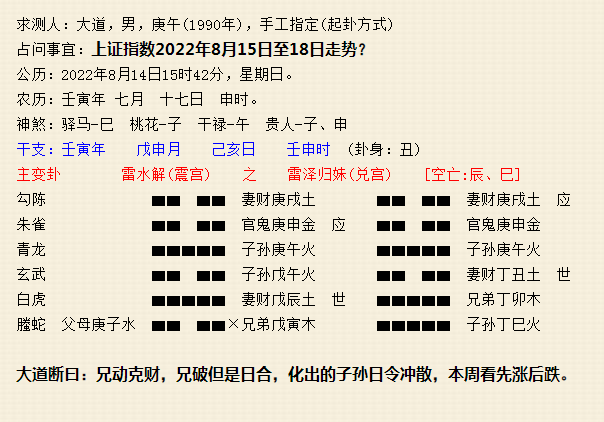 求测人：大道，男，庚午(1990年)，手工指定(起卦方式)
占问事宜：上证指数2022年8月15日至18日走势？
公历：2022年8月14日15时42分，星期日。
农历：壬寅年 七月 十七日 申时。
神煞：驿马-巳 桃花-子 干禄-午 贵人-子、申
干支：壬寅年 戊申月 己亥日 壬申时 (卦身：丑)
主变卦 雷水解(震宫) 之 雷泽归妹(兑宫) [空亡:辰、巳]
勾陈 妻财庚戌土 妻财庚戌土 应
朱雀 官鬼庚申金 应 官鬼庚申金
青龙 子孙庚午火 子孙庚午火
玄武 子孙戊午火 妻财丁丑土 世
白虎 妻财戊辰土 世 兄弟丁卯木
螣蛇 父母庚子水 ×兄弟戊寅木 子孙丁巳火
大道断曰：兄动克财，兄破但是日合，化出的子孙日令冲散，本周看先涨后跌。